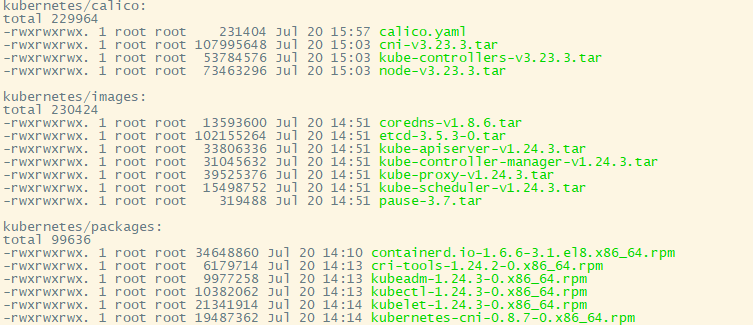 kubernetes/calico:
total 229964
-rwxrwxrwx. 1 root root    231404 Jul 20 15:57 calico.yaml
-rwxrwxrwx. 1 root root 107995648 Jul 20 15:03 cni-v3.23.3.tar
-rwxrwxrwx. 1 root root  53784576 Jul 20 15:03 kube-controllers-v3.23.3.tar
-rwxrwxrwx. 1 root root  73463296 Jul 20 15:03 node-v3.23.3.tar
kubernetes/images:
total 230424
-rwxrwxrwx. 1 root root  13593600 Jul 20 14:51 coredns-v1.8.6.tar
-rwxrwxrwx. 1 root root 102155264 Jul 20 14:51 etcd-3.5.3-0.tar
-rwxrwxrwx. 1 root root  33806336 Jul 20 14:51 kube-apiserver-v1.24.3.tar
-rwxrwxrwx. 1 root root  31045632 Jul 20 14:51 kube-controller-manager-v1.24.3.tar
-rwxrwxrwx. 1 root root  39525376 Jul 20 14:51 kube-proxy-v1.24.3.tar
-rwxrwxrwx. 1 root root  15498752 Jul 20 14:51 kube-scheduler-v1.24.3.tar
-rwxrwxrwx. 1 root root    319488 Jul 20 14:51 pause-3.7.tar
kubernetes/packages:
total 99636
-rwxrwxrwx. 1 root root 34648860 Jul 20 14:10 containerd.io-1.6.6-3.1.el8.x86_64.rpm
-rwxrwxrwx. 1 root root  6179714 Jul 20 14:13 cri-tools-1.24.2-0.x86_64.rpm
-rwxrwxrwx. 1 root root  9977258 Jul 20 14:13 kubeadm-1.24.3-0.x86_64.rpm
-rwxrwxrwx. 1 root root 10382062 Jul 20 14:13 kubectl-1.24.3-0.x86_64.rpm
-rwxrwxrwx. 1 root root 21341914 Jul 20 14:14 kubelet-1.24.3-0.x86_64.rpm
-rwxrwxrwx. 1 root root 19487362 Jul 20 14:14 kubernetes-cni-0.8.7-0.x86_64.rpm